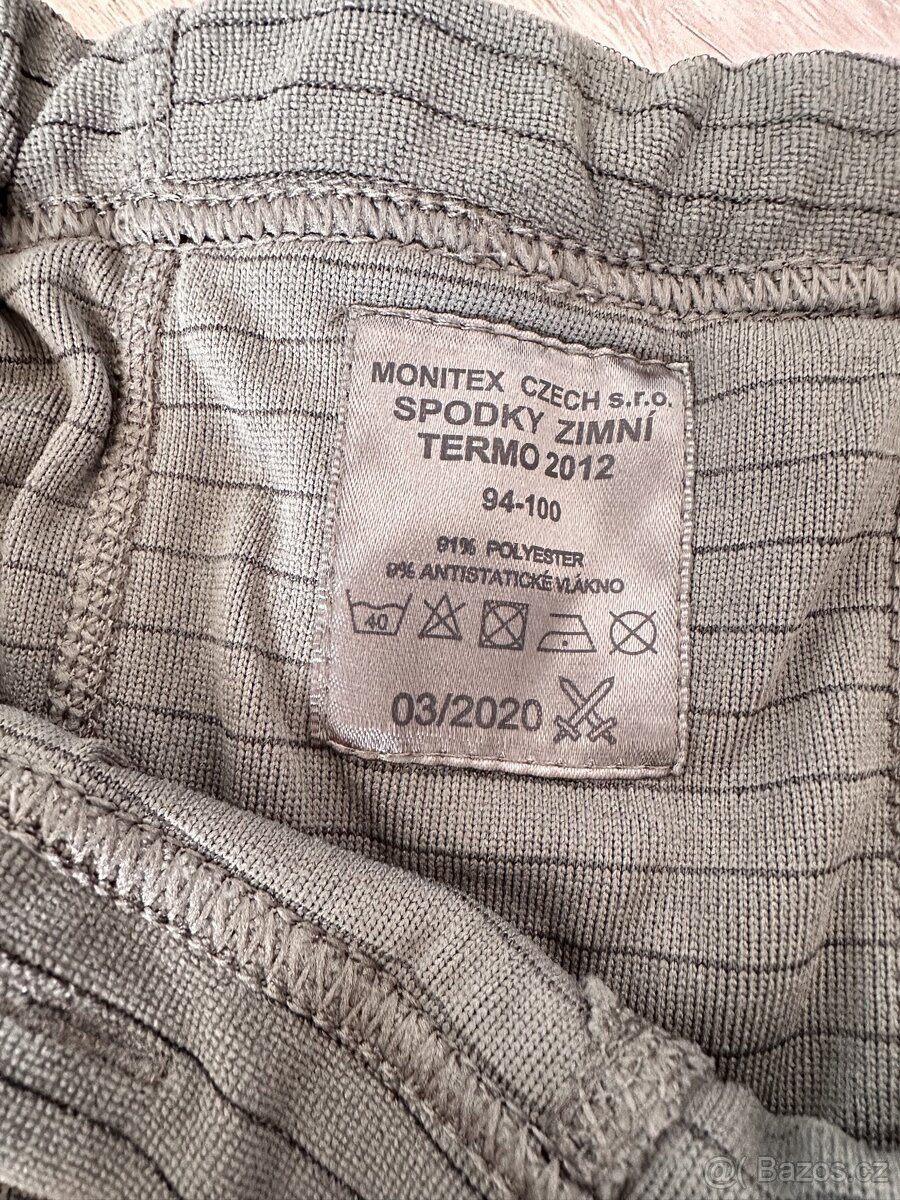 MONITEX CZECH s.r.o.
SPODKY ZIMNÍ
TERMO 2012
94-100
91% POLYESTER
9% ANTISTATICKÉ VLÁKNO
40
03/2020
@ Bazos.cz